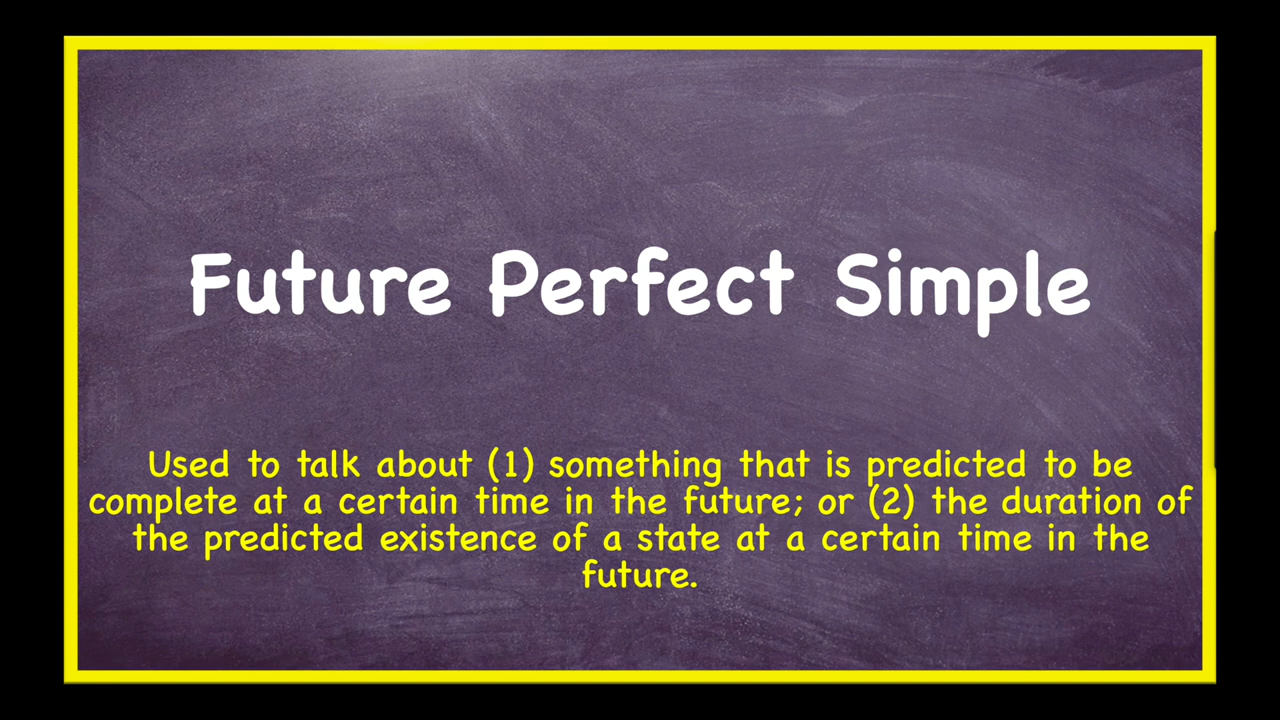 Future Perfect Simple
Used to talk about (1) something that is predicted to be
complete at a certain time in the future; or (2) the duration of
the predicted existence of a state at a certain time in the
future.